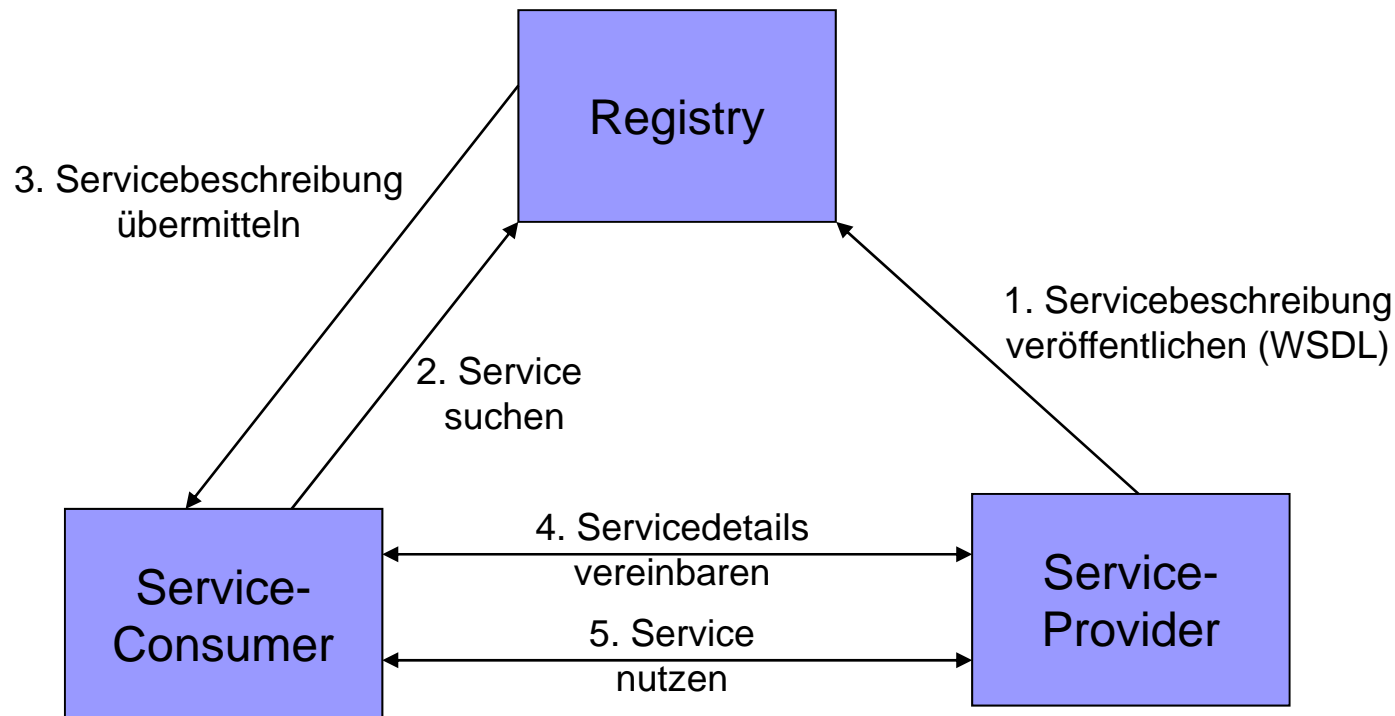 Registry
3. Servicebeschreibung
übermitteln
1. Servicebeschreibung
veröffentlichen (WSDL)
2. Service
suchen
4. Servicedetails
vereinbaren
Service-
Consumer
Service-
Provider
5. Service
nutzen